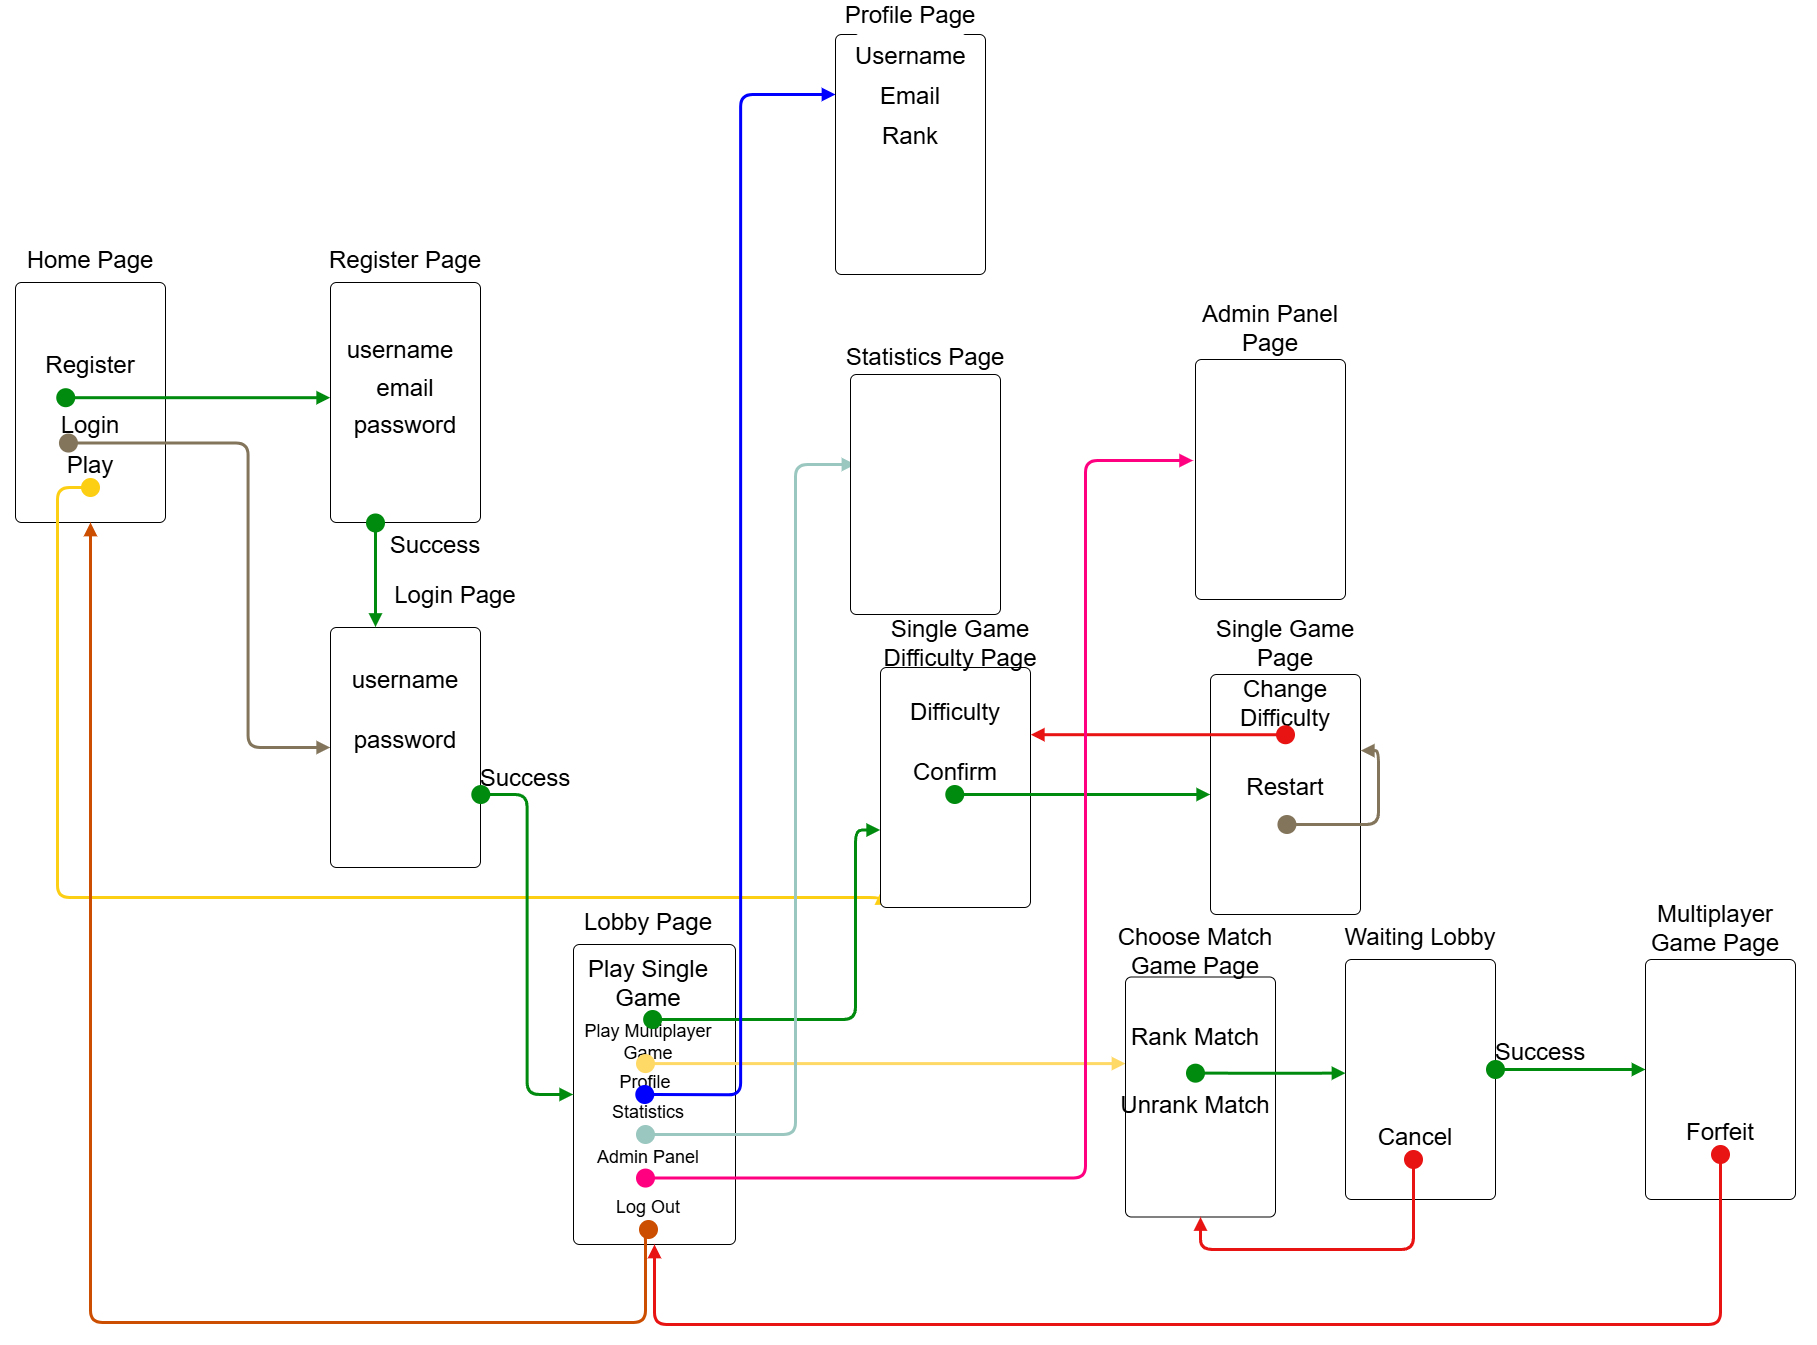 Profile Page
Username
Email
Rank
Home Page
Register
Login
Play
Register Page
username
email
password
Success
Login Page
username
password
Success
Statistics Page
Admin Panel
Page
Single Game
Difficulty Page
Difficulty
Confirm
Single Game
Page
Change
Difficulty
Restart
Lobby Page
Play Single
Game
Play Multiplayer
Game
Profile
Statistics
Admin Panel
Log Out
Choose Match
Game Page
Rank Match
Unrank Match
Waiting Lobby
Cancel
Success
Multiplayer
Game Page
Forfeit